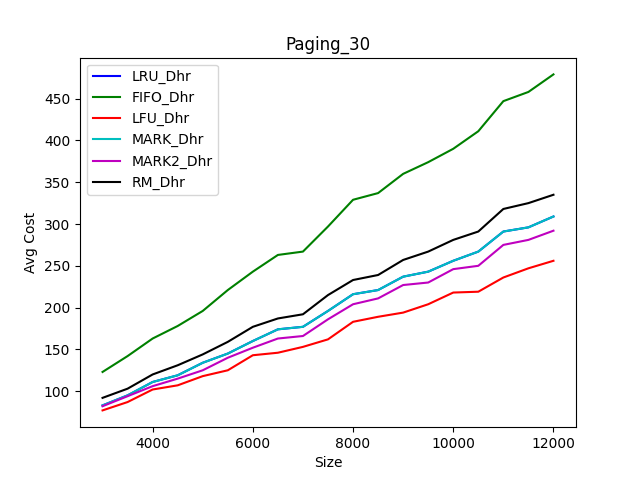 Paging_30
LRU_Dhr
FIFO_Dhr
LFU_Dhr
MARK_Dhr
MARK2_Dhr
RM_Dhr
Avg Cost
450
400
350
300
250
200
150
100
4000 6000 8000 10000 12000
Size